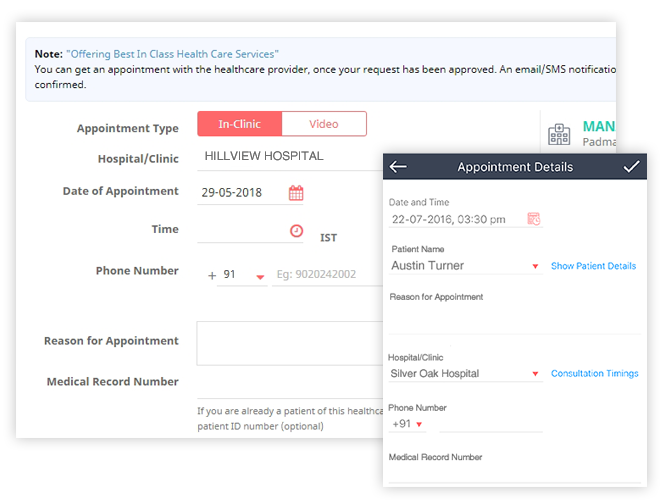 Note: "Offering Best In Class Health Care Services"
You can get an appointment with the healthcare provider, once your request has been approved. An email/SMS notificatio
confirmed.
Appointment Type
In-Clinic
Video
MAN
Padma
Hospital/Clinic
HILLVIEW HOSPITAL
Date of Appointment
29-05-2018
Time
IST
Phone Number
+ 91
Eg: 9020242002
Reason for Appointment
Medical Record Number
If you are already a patient of this healthca
patient ID number (optional)
Appointment Details
Date and Time
22-07-2016, 03:30 pm
Patient Name
Austin Turner
Show Patient Details
Reason for Appointment
Hospital/Clinic
Silver Oak Hospital
Consultation Timings
Phone Number
+91
Medical Record Number